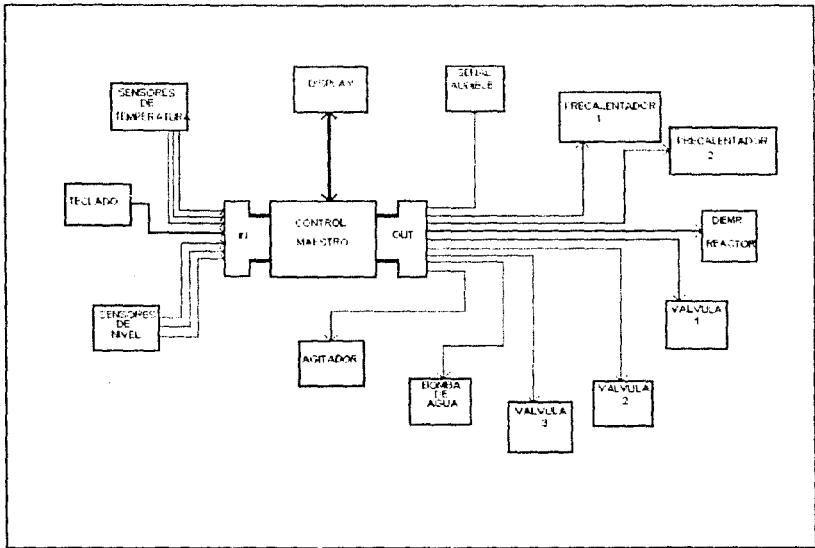 SENSORES
DE
TEMPERATURA
DISPLAY
SENAL
AUDIBLE
PRECALENTADOR
1
PRECALENTADOR
2
TECLADO
IN
CONTROL
MAESTRO
OUT
REACTOR
SENSORES
DE
NIVEL
VALVULA
1
AGITADOR
BOMBA
DE
AGUA
VALVULA
3
VALVULA
2